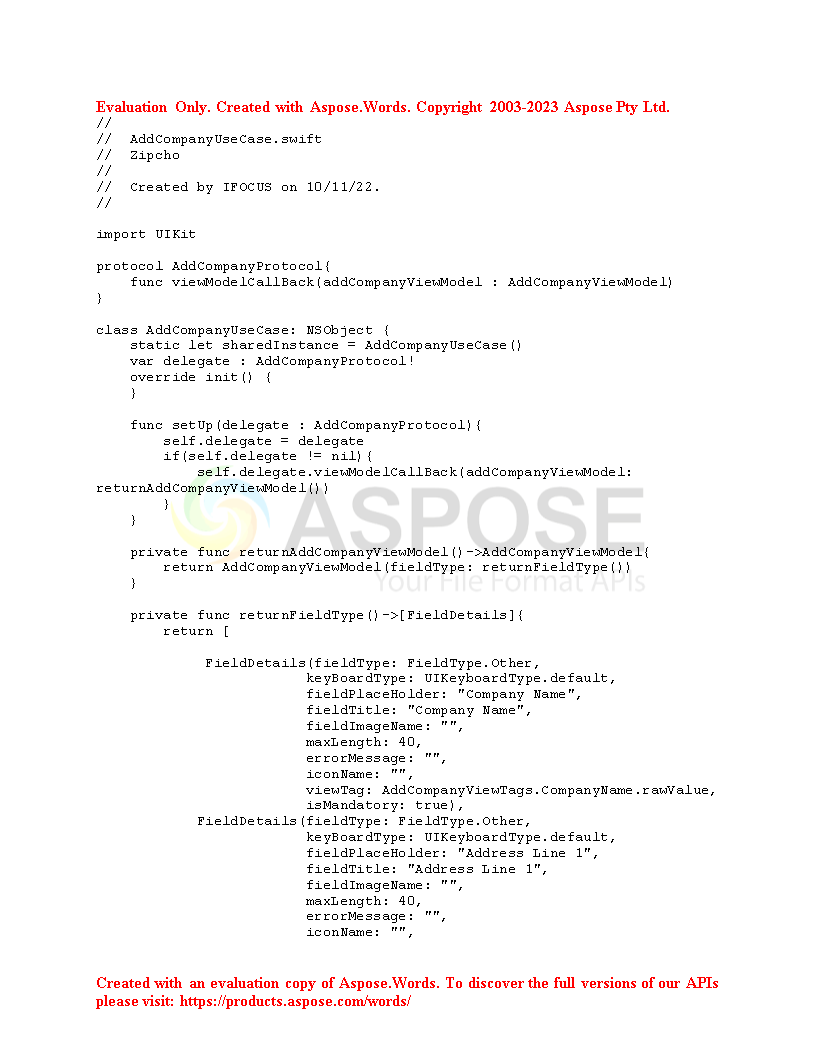 Evaluation Only. Created with Aspose.Words. Copyright 2003-2023 Aspose Pty Ltd.
//
//  AddCompanyUseCase.swift
//  Zipcho
//
//  Created by IFOCUS on 10/11/22.
//
import UIKit
protocol AddCompanyProtocol{
    func viewModelCallBack(addCompanyViewModel : AddCompanyViewModel)
}
class AddCompanyUseCase: NSObject {
    static let sharedInstance = AddCompanyUseCase()
    var delegate : AddCompanyProtocol!
    override init() {
    }
    func setUp(delegate : AddCompanyProtocol){
        self.delegate = delegate
        if(self.delegate != nil){
            self.delegate.viewModelCallBack(addCompanyViewModel:
returnAddCompanyViewModel())
        }
    }
ASPOSE
    private func returnAddCompanyViewModel()->AddCompanyViewModel{
        return AddCompanyViewModel(fieldType: returnFieldType())
Your File Format APIs
    }
    private func returnFieldType()->[FieldDetails]{
        return [
             FieldDetails(fieldType: FieldType.Other,
                         keyBoardType: UIKeyboardType.default,
                         fieldPlaceHolder: "Company Name",
                         fieldTitle: "Company Name",
                         fieldImageName: "",
                         maxLength: 40,
                         errorMessage: "",
                         iconName: "",
                         viewTag: AddCompanyViewTags.CompanyName.rawValue,
                         isMandatory: true),
            FieldDetails(fieldType: FieldType.Other,
                         keyBoardType: UIKeyboardType.default,
                         fieldPlaceHolder: "Address Line 1",
                         fieldTitle: "Address Line 1",
                         fieldImageName: "",
                         maxLength: 40,
                         errorMessage: "",
                         iconName: "",
Created with an evaluation copy of Aspose.Words. To discover the full versions of our APIs
please visit: https://products.aspose.com/words/